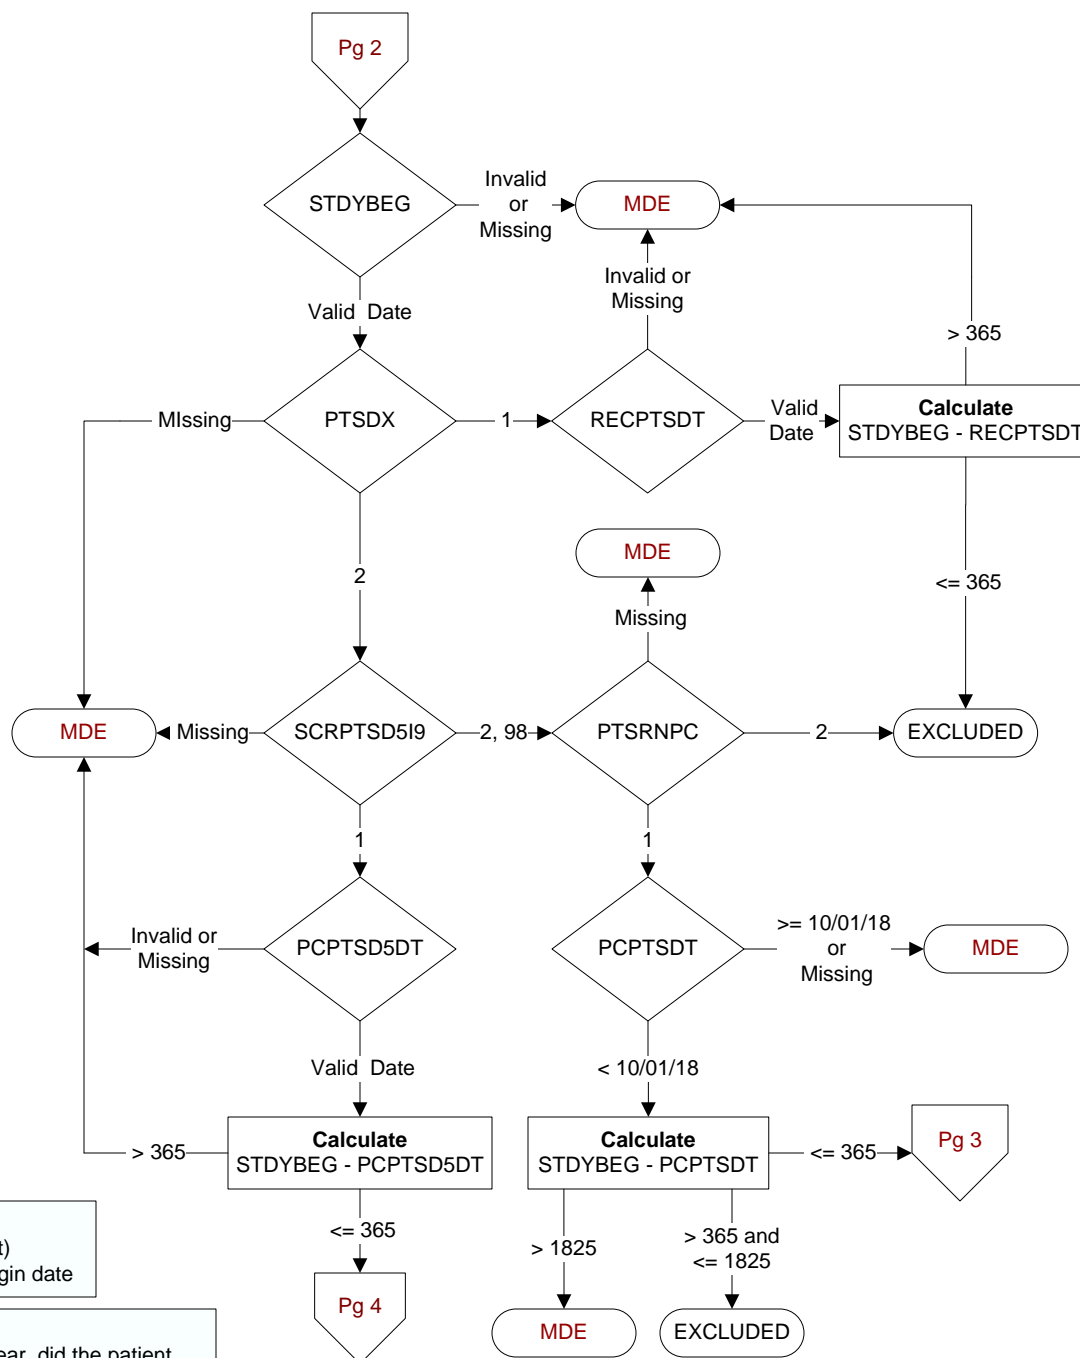 Pg 2
STDYBEG
Invalid
or
Missing
MDE
Valid  Date
Invalid or
Missing
> 365
MIssing
PTSDX
1
RECPTSDT
Valid
Date
Calculate
STDYBEG - RECPTSDT
2
MDE
Missing
<= 365
MDE
Missing
SCRPTSD5I9
2, 98
PTSRNPC
2
EXCLUDED
1
1
Invalid or
Missing
PCPTSD5DT
PCPTSDT
>= 10/01/18
or
Missing
MDE
Valid  Date
< 10/01/18
> 365
Calculate
STDYBEG - PCPTSD5DT
Calculate
STDYBEG - PCPTSDT
<= 365
Pg 3
<= 365
> 1825
> 365 and
<= 1825
t)
gin date
Pg 4
MDE
EXCLUDED
ear, did the patient